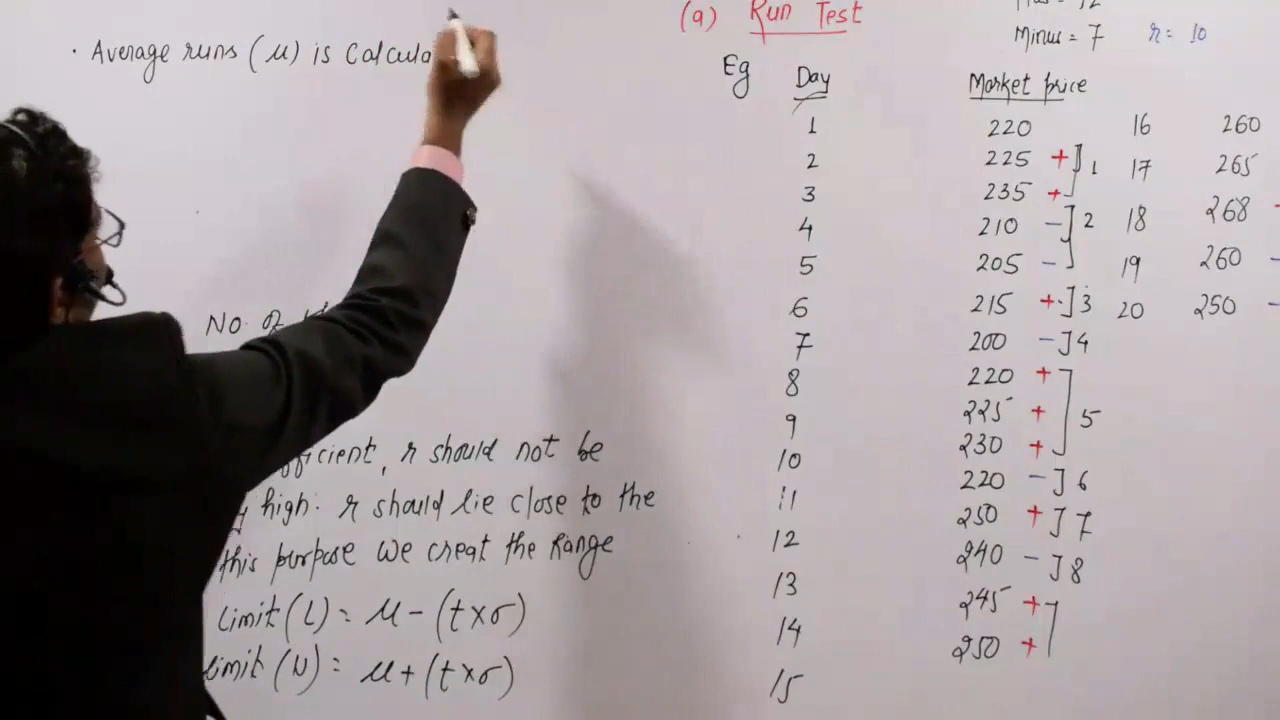 · Average runs (μ) is Calcula
No. of
fficient, r should not be
high. r should lie close to the
this purpose we creat the Range
limit (L) = μ - (t×σ)
limit (U) = μ + (t×σ)
(a) Run Test
Minus = 7 r = 10
Eg Day Market price
1 220 16 260
2 225 + ] 1 17 265
3 235 +
4 210 - ] 2 18 268
5 205 - 19 260 -
6 215 + ] 3 20 250 -
7 200 - ] 4
8 220 +
9 225 + ] 5
10 230 +
11 220 - ] 6
12 250 + ] 7
13 240 - ] 8
14 245 +
15 250 +